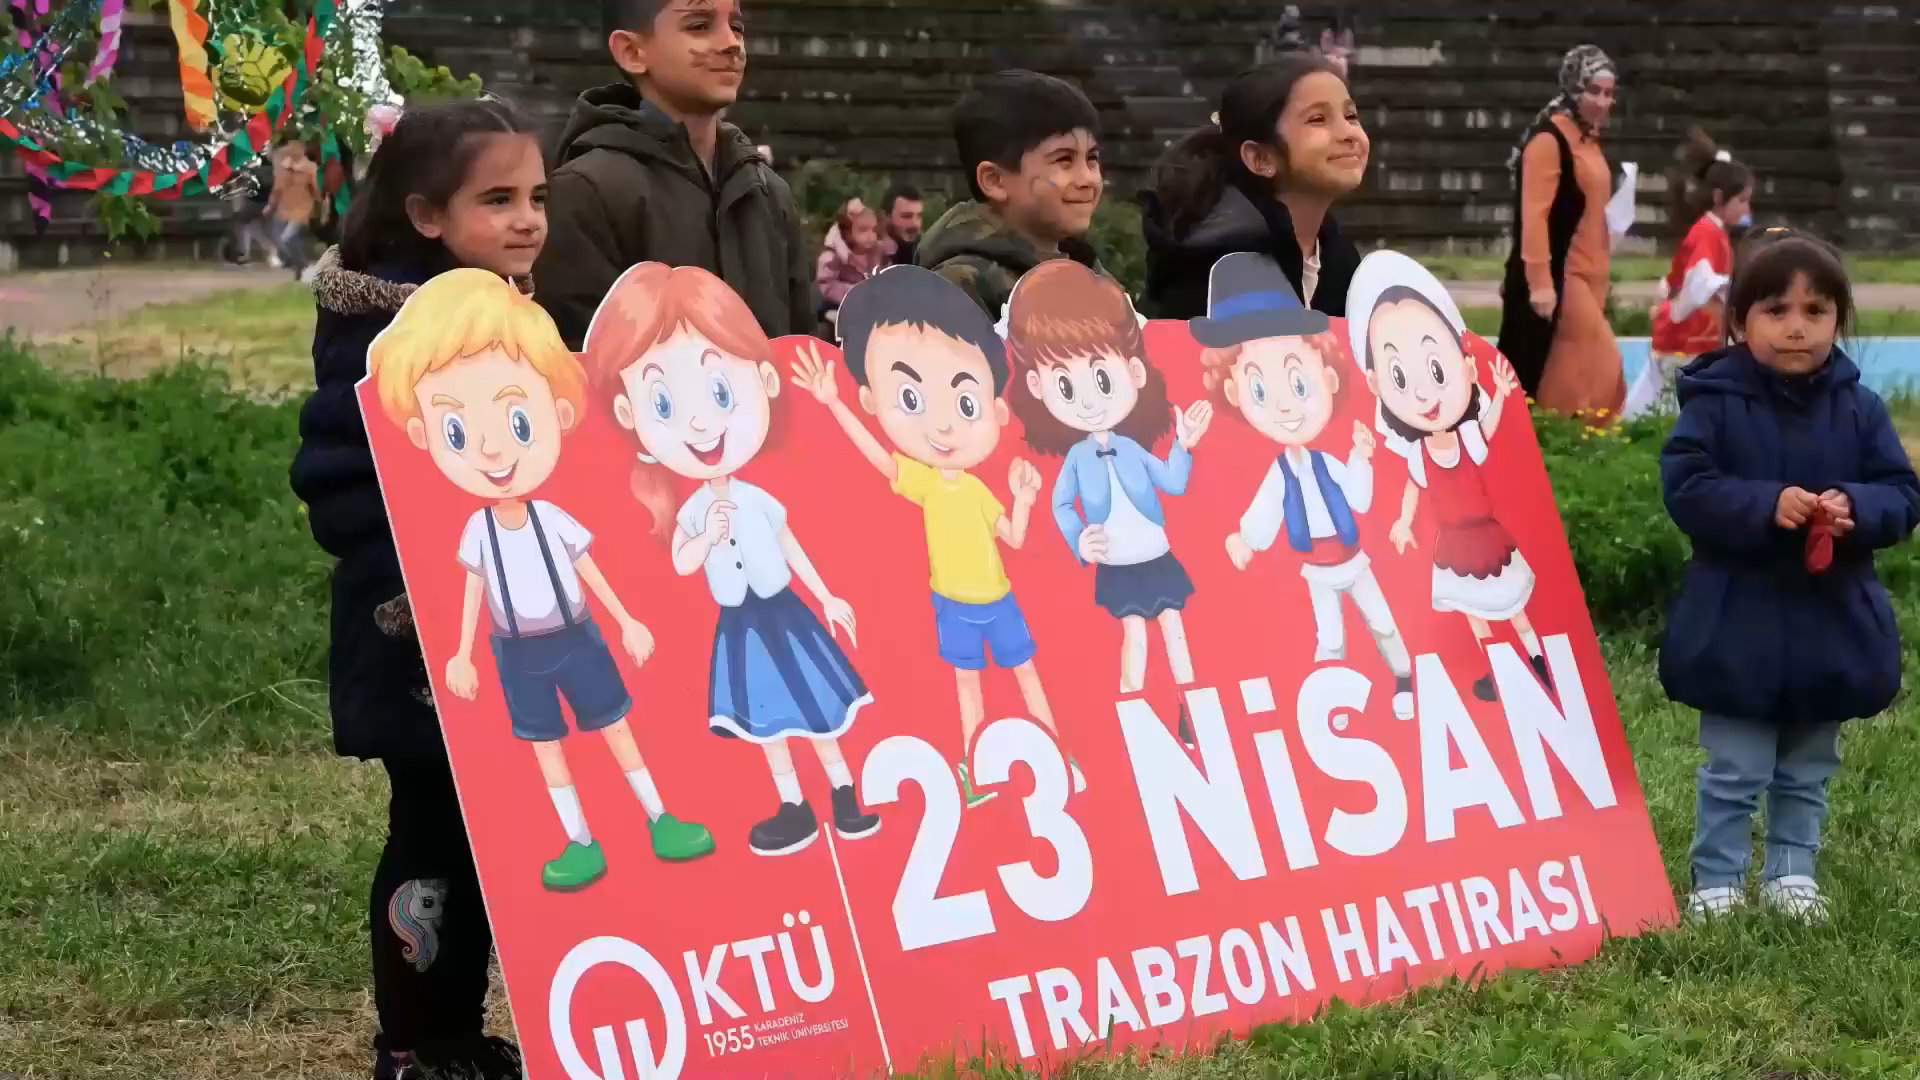 23 NiSAN
TRABZON HATIRASI
KTÜ
1955 KARADENİZ
TEKNİK ÜNİVERSİTESİ